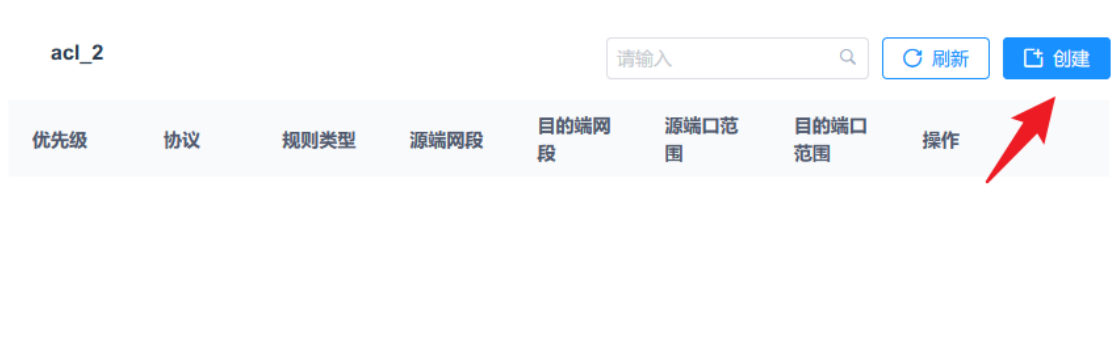 acl_2
请输入
刷新
创建
优先级
协议
规则类型
源端网段
目的端网
段
源端口范
围
目的端口
范围
操作